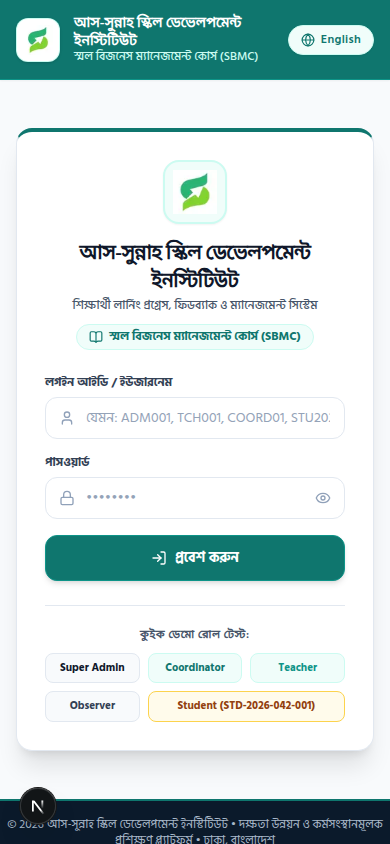 আস-সুন্নাহ স্কিল ডেভেলপমেন্ট
ইনস্টিটিউট
স্মল বিজনেস ম্যানেজমেন্ট কোর্স (SBMC)
English
আস-সুন্নাহ স্কিল ডেভেলপমেন্ট
ইনস্টিটিউট
শিক্ষার্থী লার্নিং প্রগ্রেস, ফিডব্যাক ও ম্যানেজমেন্ট সিস্টেম
স্মল বিজনেস ম্যানেজমেন্ট কোর্স (SBMC)
লগইন আইডি / ইউজারনেম
যেমন: ADM001, TCH001, COORD01, STU20
পাসওয়ার্ড
••••••••
প্রবেশ করুন
কুইক ডেমো রোল টেস্ট:
Super Admin
Coordinator
Teacher
Observer
Student (STD-2026-042-001)
N
© 2026 আস-সুন্নাহ স্কিল ডেভেলপমেন্ট ইনস্টিটিউট • দক্ষতা উন্নয়ন ও কর্মসংস্থানমূলক
প্রশিক্ষণ প্ল্যাটফর্ম • ঢাকা, বাংলাদেশ